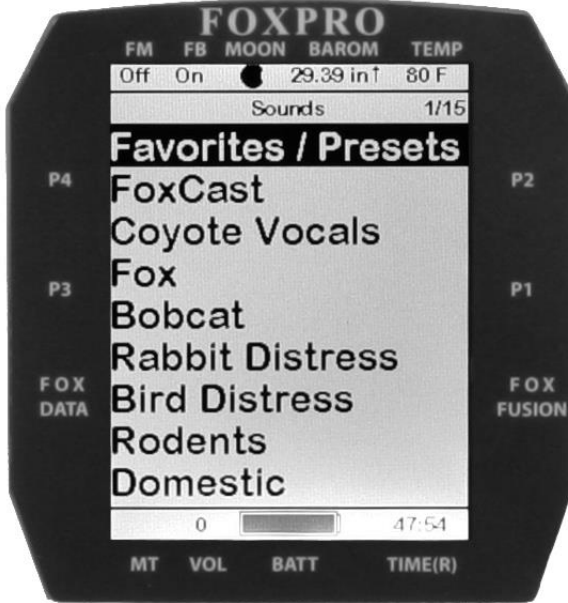 FOXPRO
FM FB MOON BAROM TEMP
Off On 29.39 in↑ 80 F
Sounds 1/15
Favorites / Presets
P4 FoxCast P2
Coyote Vocals
P3 Fox P1
Bobcat
Rabbit Distress
FOX DATA Bird Distress FOX FUSION
Rodents
Domestic
0 47:54
MT VOL BATT TIME(R)